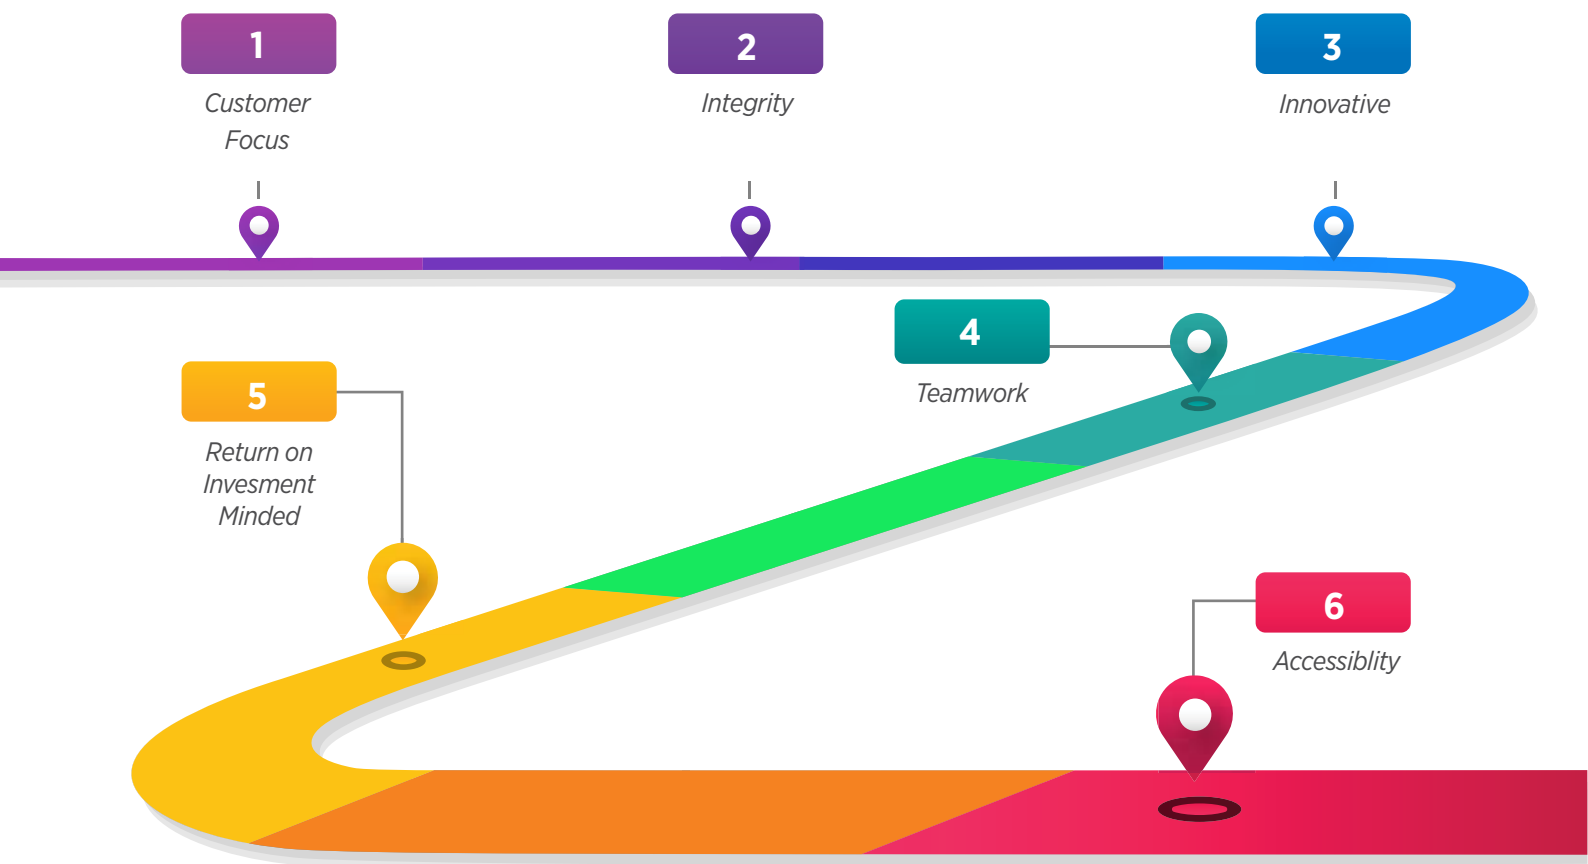 1
Customer
Focus
2
Integrity
3
Innovative
4
Teamwork
5
Return on
Invesment
Minded
6
Accessiblity